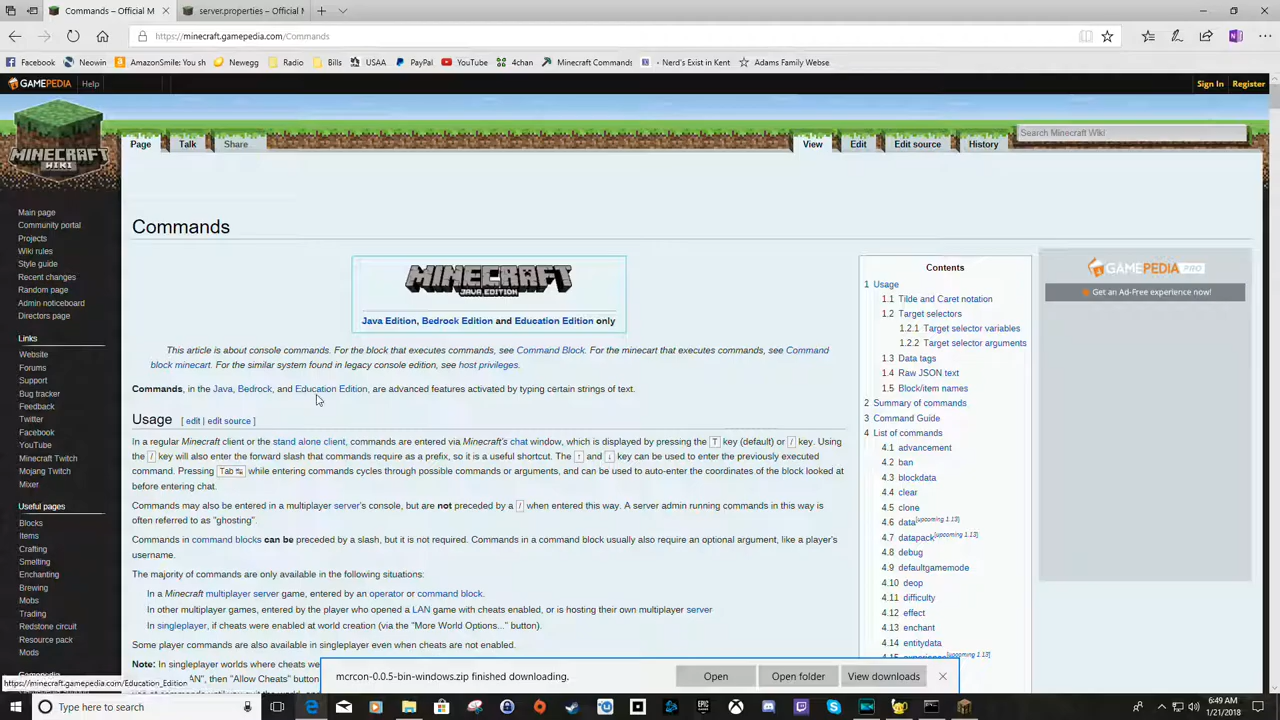 Commands – Official M
server.properties – Official M
https://minecraft.gamepedia.com/Commands
Facebook Neowin AmazonSmile: You sh Newegg Radio Bills USAA PayPal YouTube 4chan Minecraft Commands - Nerd's Exist in Kent Adams Family Webse
GAMEPEDIA Help
Sign In Register
MINECRAFT WIKI
Page Talk Share
View Edit Edit source History
Search Minecraft Wiki
Main page
Community portal
Projects
Wiki rules
Style guide
Recent changes
Random page
Admin noticeboard
Directors page
Links
Website
Forums
Support
Bug tracker
Feedback
Twitter
Facebook
YouTube
Minecraft Twitch
Mojang Twitch
Mixer
Useful pages
Blocks
Items
Crafting
Smelting
Enchanting
Brewing
Mobs
Trading
Redstone circuit
Resource pack
Mods
Commands
MINECRAFT
JAVA EDITION
Java Edition, Bedrock Edition and Education Edition only
This article is about console commands. For the block that executes commands, see Command Block. For the minecart that executes commands, see Command
block minecart. For the similar system found in legacy console edition, see host privileges.
Commands, in the Java, Bedrock, and Education Edition, are advanced features activated by typing certain strings of text.
Usage [ edit | edit source ]
In a regular Minecraft client or the stand alone client, commands are entered via Minecraft's chat window, which is displayed by pressing the T key (default) or / key. Using
the / key will also enter the forward slash that commands require as a prefix, so it is a useful shortcut. The ↑ and ↓ key can be used to enter the previously executed
command. Pressing Tab ↹ while entering commands cycles through possible commands or arguments, and can be used to auto-enter the coordinates of the block looked at
before entering chat.
Commands may also be entered in a multiplayer server's console, but are not preceded by a / when entered this way. A server admin running commands in this way is
often referred to as "ghosting".
Commands in command blocks can be preceded by a slash, but it is not required. Commands in a command block usually also require an optional argument, like a player's
username.
The majority of commands are only available in the following situations:
In a Minecraft multiplayer server game, entered by an operator or command block.
In other multiplayer games, entered by the player who opened a LAN game with cheats enabled, or is hosting their own multiplayer server
In singleplayer, if cheats were enabled at world creation (via the "More World Options..." button).
Some player commands are also available in singleplayer even when cheats are not enabled.
Note: In singleplayer worlds where cheats we
AN", then "Allow Cheats" button
Contents
1 Usage
1.1 Tilde and Caret notation
1.2 Target selectors
1.2.1 Target selector variables
1.2.2 Target selector arguments
1.3 Data tags
1.4 Raw JSON text
1.5 Block/item names
2 Summary of commands
3 Command Guide
4 List of commands
4.1 advancement
4.2 ban
4.3 blockdata
4.4 clear
4.5 clone
4.6 data[upcoming 1.13]
4.7 datapack[upcoming 1.13]
4.8 debug
4.9 defaultgamemode
4.10 deop
4.11 difficulty
4.12 effect
4.13 enchant
4.14 entitydata
4.15 experience[upcoming 1.13]
GAMEPEDIA PRO
Get an Ad-Free experience now!
https://minecraft.gamepedia.com/Education_Edition
mcrcon-0.0.5-bin-windows.zip finished downloading.
Open Open folder View downloads
Type here to search
6:49 AM
1/21/2018